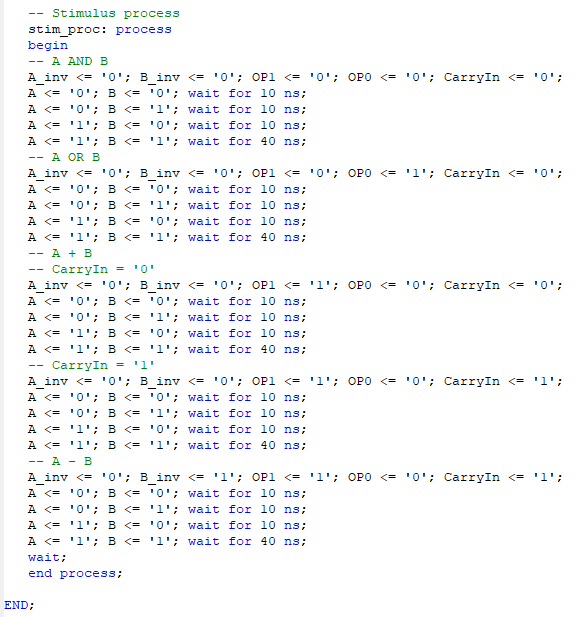 -- Stimulus process
stim_proc: process
begin
-- A AND B
A_inv <= '0'; B_inv <= '0'; OP1 <= '0'; OP0 <= '0'; CarryIn <= '0';
A <= '0'; B <= '0'; wait for 10 ns;
A <= '0'; B <= '1'; wait for 10 ns;
A <= '1'; B <= '0'; wait for 10 ns;
A <= '1'; B <= '1'; wait for 40 ns;
-- A OR B
A_inv <= '0'; B_inv <= '0'; OP1 <= '0'; OP0 <= '1'; CarryIn <= '0';
A <= '0'; B <= '0'; wait for 10 ns;
A <= '0'; B <= '1'; wait for 10 ns;
A <= '1'; B <= '0'; wait for 10 ns;
A <= '1'; B <= '1'; wait for 40 ns;
-- A + B
-- CarryIn = '0'
A_inv <= '0'; B_inv <= '0'; OP1 <= '1'; OP0 <= '0'; CarryIn <= '0';
A <= '0'; B <= '0'; wait for 10 ns;
A <= '0'; B <= '1'; wait for 10 ns;
A <= '1'; B <= '0'; wait for 10 ns;
A <= '1'; B <= '1'; wait for 40 ns;
-- CarryIn = '1'
A_inv <= '0'; B_inv <= '0'; OP1 <= '1'; OP0 <= '0'; CarryIn <= '1';
A <= '0'; B <= '0'; wait for 10 ns;
A <= '0'; B <= '1'; wait for 10 ns;
A <= '1'; B <= '0'; wait for 10 ns;
A <= '1'; B <= '1'; wait for 40 ns;
-- A - B
A_inv <= '0'; B_inv <= '1'; OP1 <= '1'; OP0 <= '0'; CarryIn <= '1';
A <= '0'; B <= '0'; wait for 10 ns;
A <= '0'; B <= '1'; wait for 10 ns;
A <= '1'; B <= '0'; wait for 10 ns;
A <= '1'; B <= '1'; wait for 40 ns;
wait;
end process;
END;